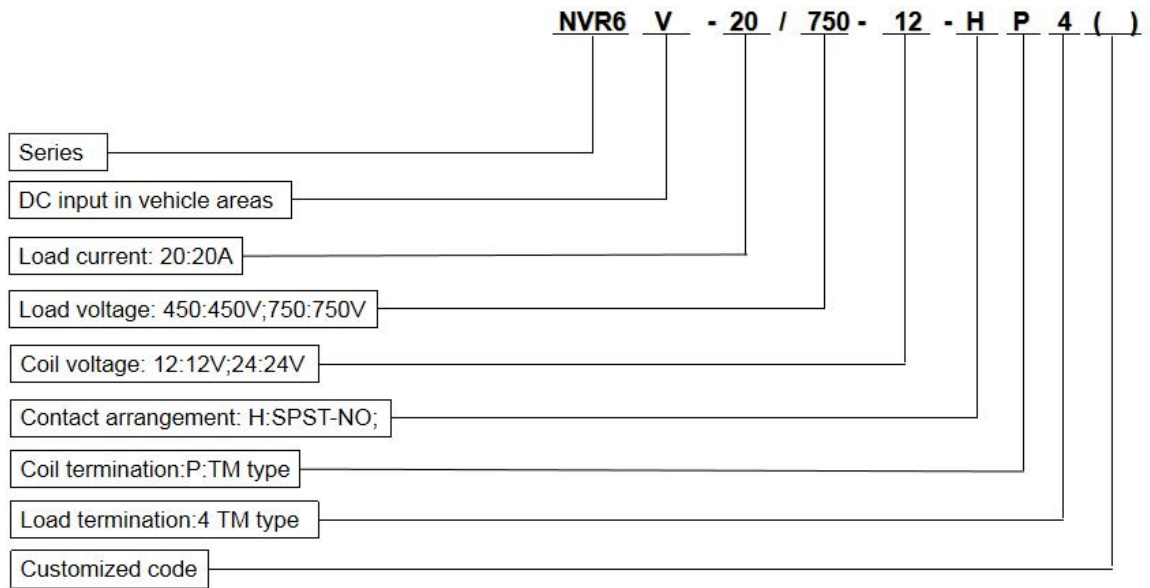 NVR6 V - 20 / 750 - 12 - H P 4 ( )
Series
DC input in vehicle areas
Load current: 20:20A
Load voltage: 450:450V;750:750V
Coil voltage: 12:12V;24:24V
Contact arrangement: H:SPST-NO;
Coil termination:P:TM type
Load termination:4 TM type
Customized code